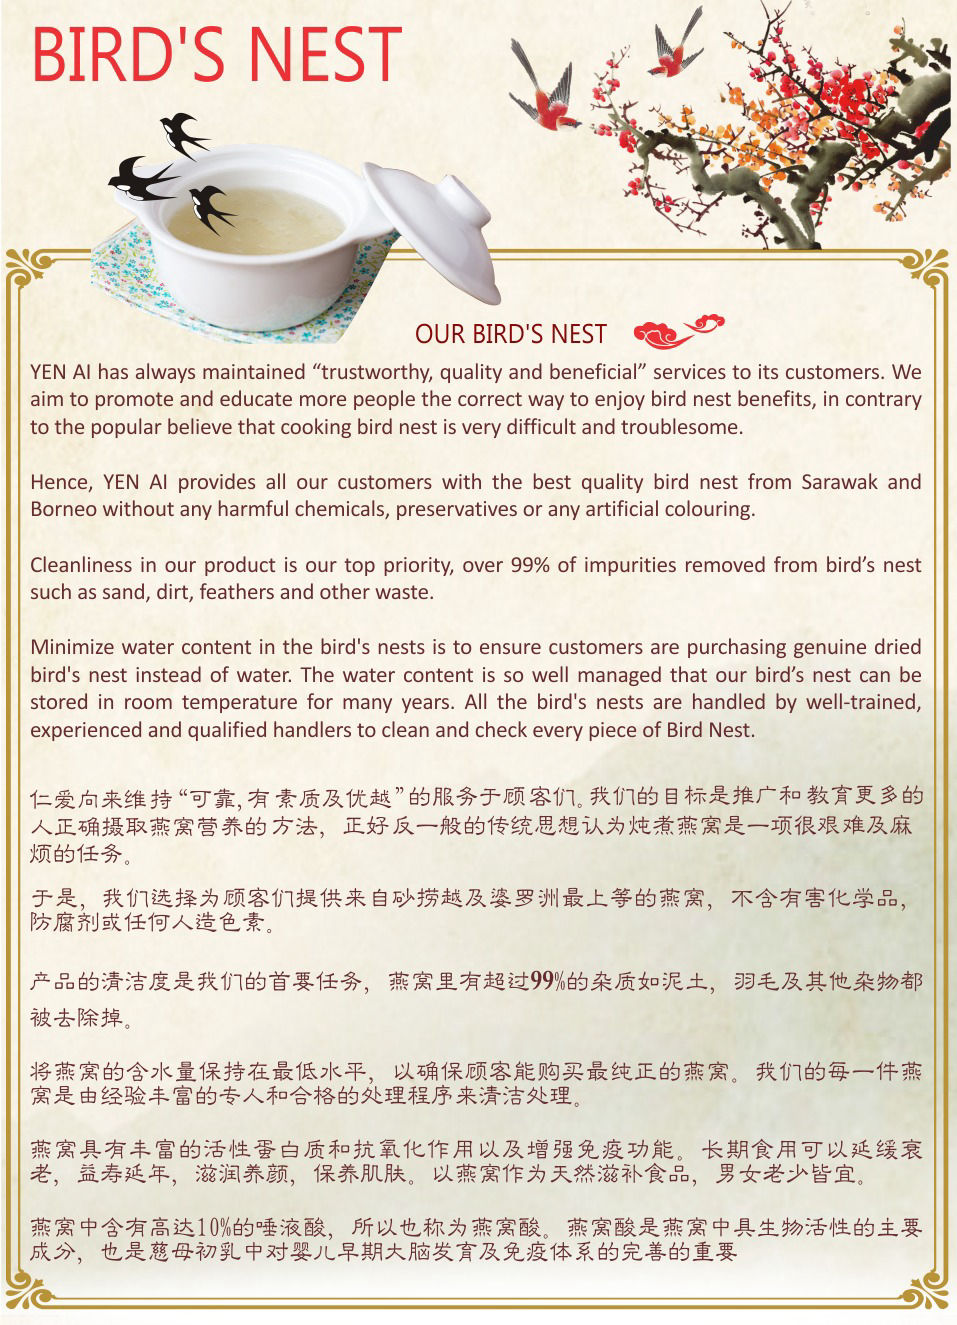 BIRD'S NEST
OUR BIRD'S NEST
YEN AI has always maintained “trustworthy, quality and beneficial” services to its customers. We
aim to promote and educate more people the correct way to enjoy bird nest benefits, in contrary
to the popular believe that cooking bird nest is very difficult and troublesome.
Hence, YEN AI provides all our customers with the best quality bird nest from Sarawak and
Borneo without any harmful chemicals, preservatives or any artificial colouring.
Cleanliness in our product is our top priority, over 99% of impurities removed from bird’s nest
such as sand, dirt, feathers and other waste.
Minimize water content in the bird's nests is to ensure customers are purchasing genuine dried
bird's nest instead of water. The water content is so well managed that our bird’s nest can be
stored in room temperature for many years. All the bird's nests are handled by well-trained,
experienced and qualified handlers to clean and check every piece of Bird Nest.
仁爱向来维持“可靠,有素质及优越”的服务于顾客们。我们的目标是推广和教育更多的
人正确摄取燕窝营养的方法，正好反一般的传统思想认为炖煮燕窝是一项很艰难及麻
烦的任务。
于是，我们选择为顾客们提供来自砂捞越及婆罗洲最上等的燕窝，不含有害化学品，
防腐剂或任何人造色素。
产品的清洁度是我们的首要任务，燕窝里有超过99%的杂质如泥土，羽毛及其他杂物都
被去除掉。
将燕窝的含水量保持在最低水平，以确保顾客能购买最纯正的燕窝。我们的每一件燕
窝是由经验丰富的专人和合格的处理程序来清洁处理。
燕窝具有丰富的活性蛋白质和抗氧化作用以及增强免疫功能。长期食用可以延缓衰
老，益寿延年，滋润养颜，保养肌肤。以燕窝作为天然滋补食品，男女老少皆宜。
燕窝中含有高达10%的唾液酸，所以也称为燕窝酸。燕窝酸是燕窝中具生物活性的主要
成分，也是慈母初乳中对婴儿早期大脑发育及免疫体系的完善的重要